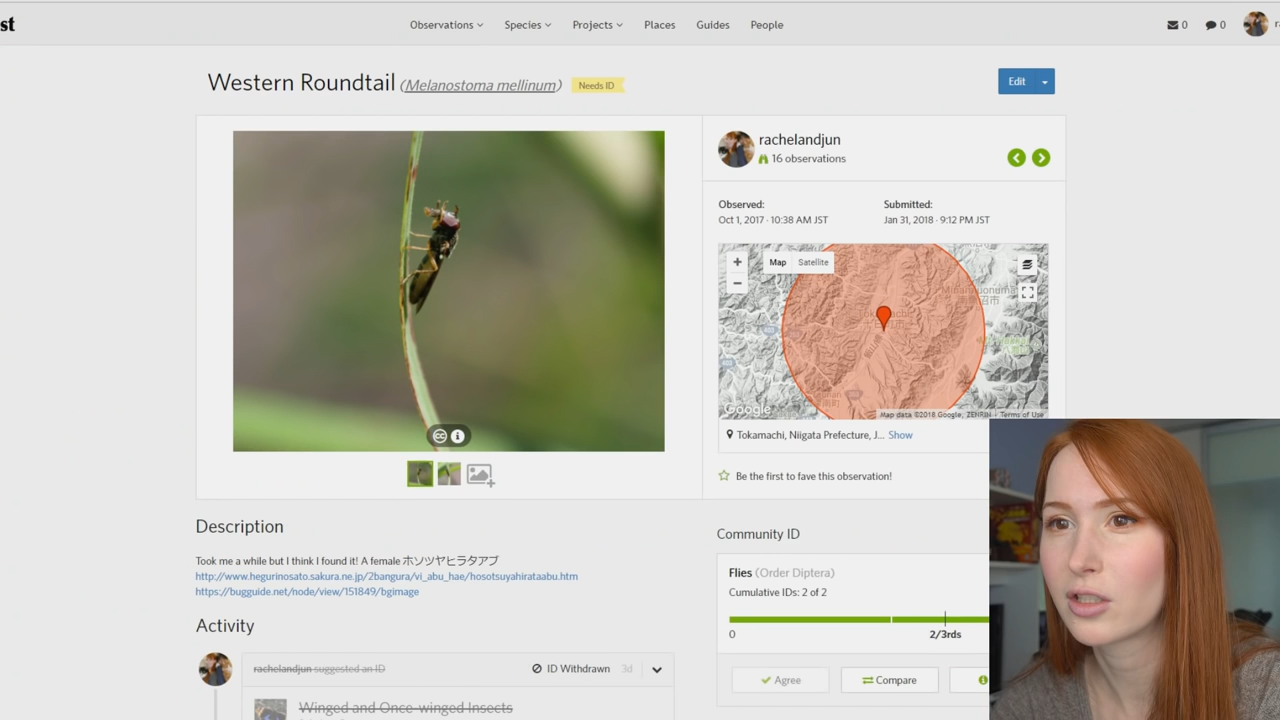 st
Observations
Species
Projects
Places
Guides
People
0
0
Western Roundtail (Melanostoma mellinum)
Needs ID
Edit
rachelandjun
16 observations
Observed:
Oct 1, 2017 · 10:38 AM JST
Submitted:
Jan 31, 2018 · 9:12 PM JST
+
−
Map
Satellite
Google
Map data ©2018 Google, ZENRIN
Terms of Use
Tokamachi, Niigata Prefecture, J... Show
Be the first to fave this observation!
Description
Took me a while but I think I found it! A female ホソツヤヒラタアブ
http://www.hegurinosato.sakura.ne.jp/2bangura/vi_abu_hae/hosotsuyahirataabu.htm
https://bugguide.net/node/view/151849/bgimage
Community ID
Flies (Order Diptera)
Cumulative IDs: 2 of 2
0
2/3rds
Agree
Compare
Activity
rachelandjun suggested an ID
ID Withdrawn
3d
Winged and Once-winged Insects